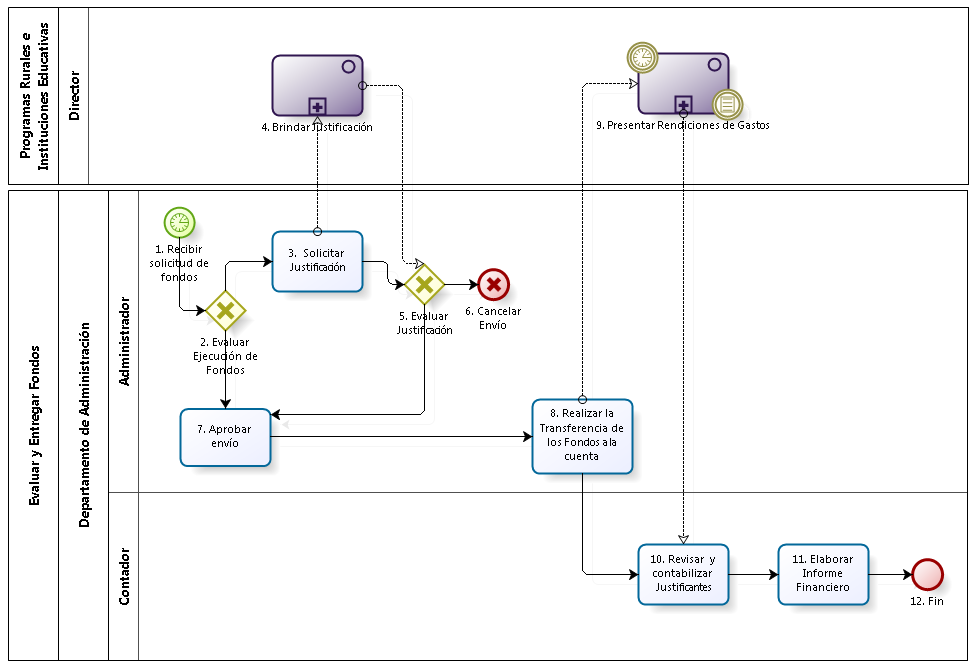 Programas Rurales e
Instituciones Educativas
Director
4. Brindar Justificación
9. Presentar Rendiciones de Gastos
Evaluar y Entregar Fondos
Departamento de Administración
Administrador
1. Recibir
solicitud de
fondos
2. Evaluar
Ejecución de
Fondos
3. Solicitar
Justificación
5. Evaluar
Justificación
6. Cancelar
Envío
7. Aprobar
envío
8. Realizar la
Transferencia de
los Fondos a la
cuenta
Contador
10. Revisar y
contabilizar
Justificantes
11. Elaborar
Informe
Financiero
12. Fin